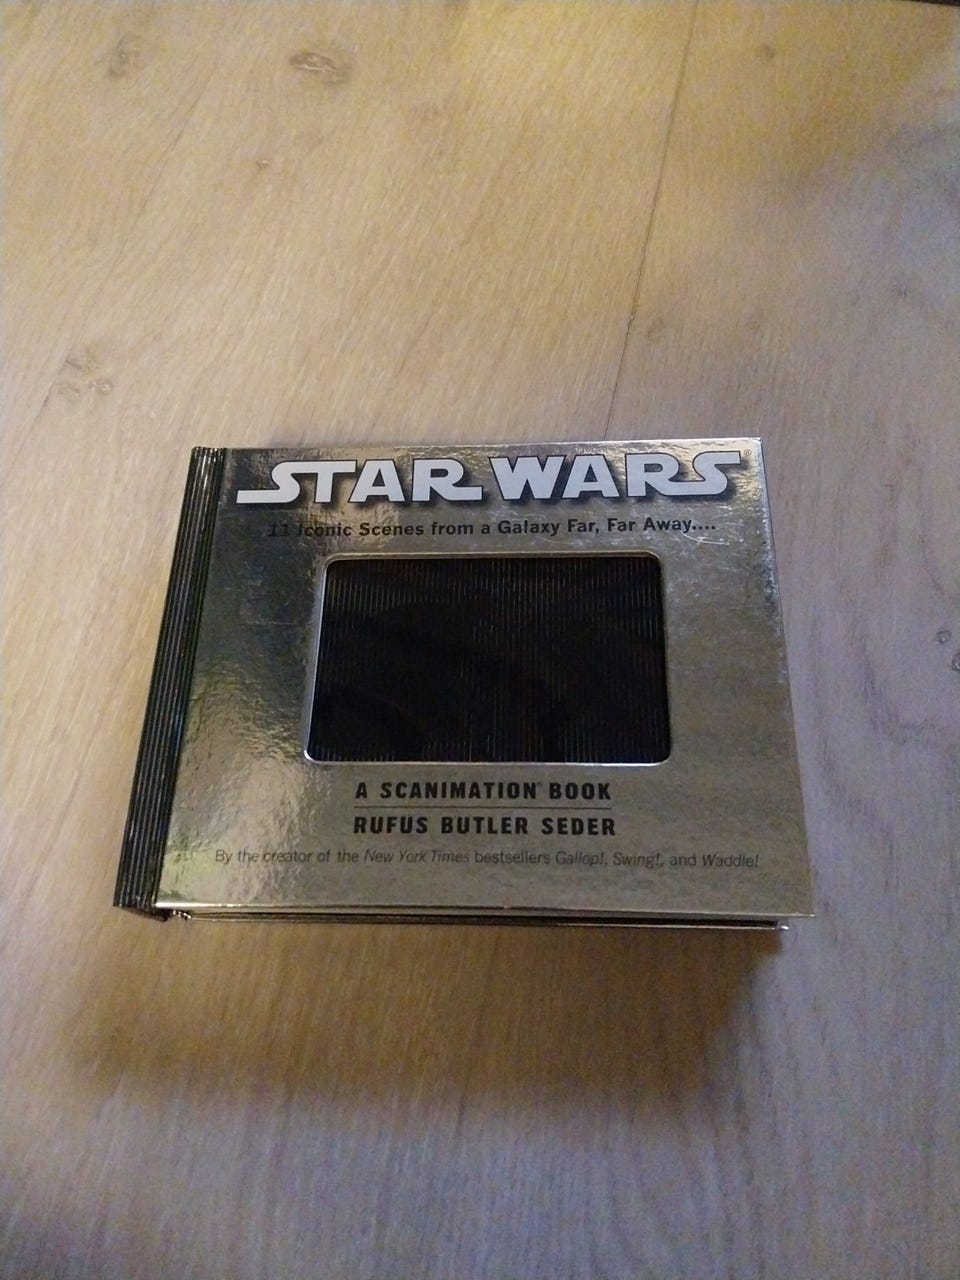 STAR WARS®
11 Iconic Scenes from a Galaxy Far, Far Away....
A SCANIMATION® BOOK
RUFUS BUTLER SEDER
By the creator of the New York Times bestsellers Gallop!, Swing!, and Waddle!